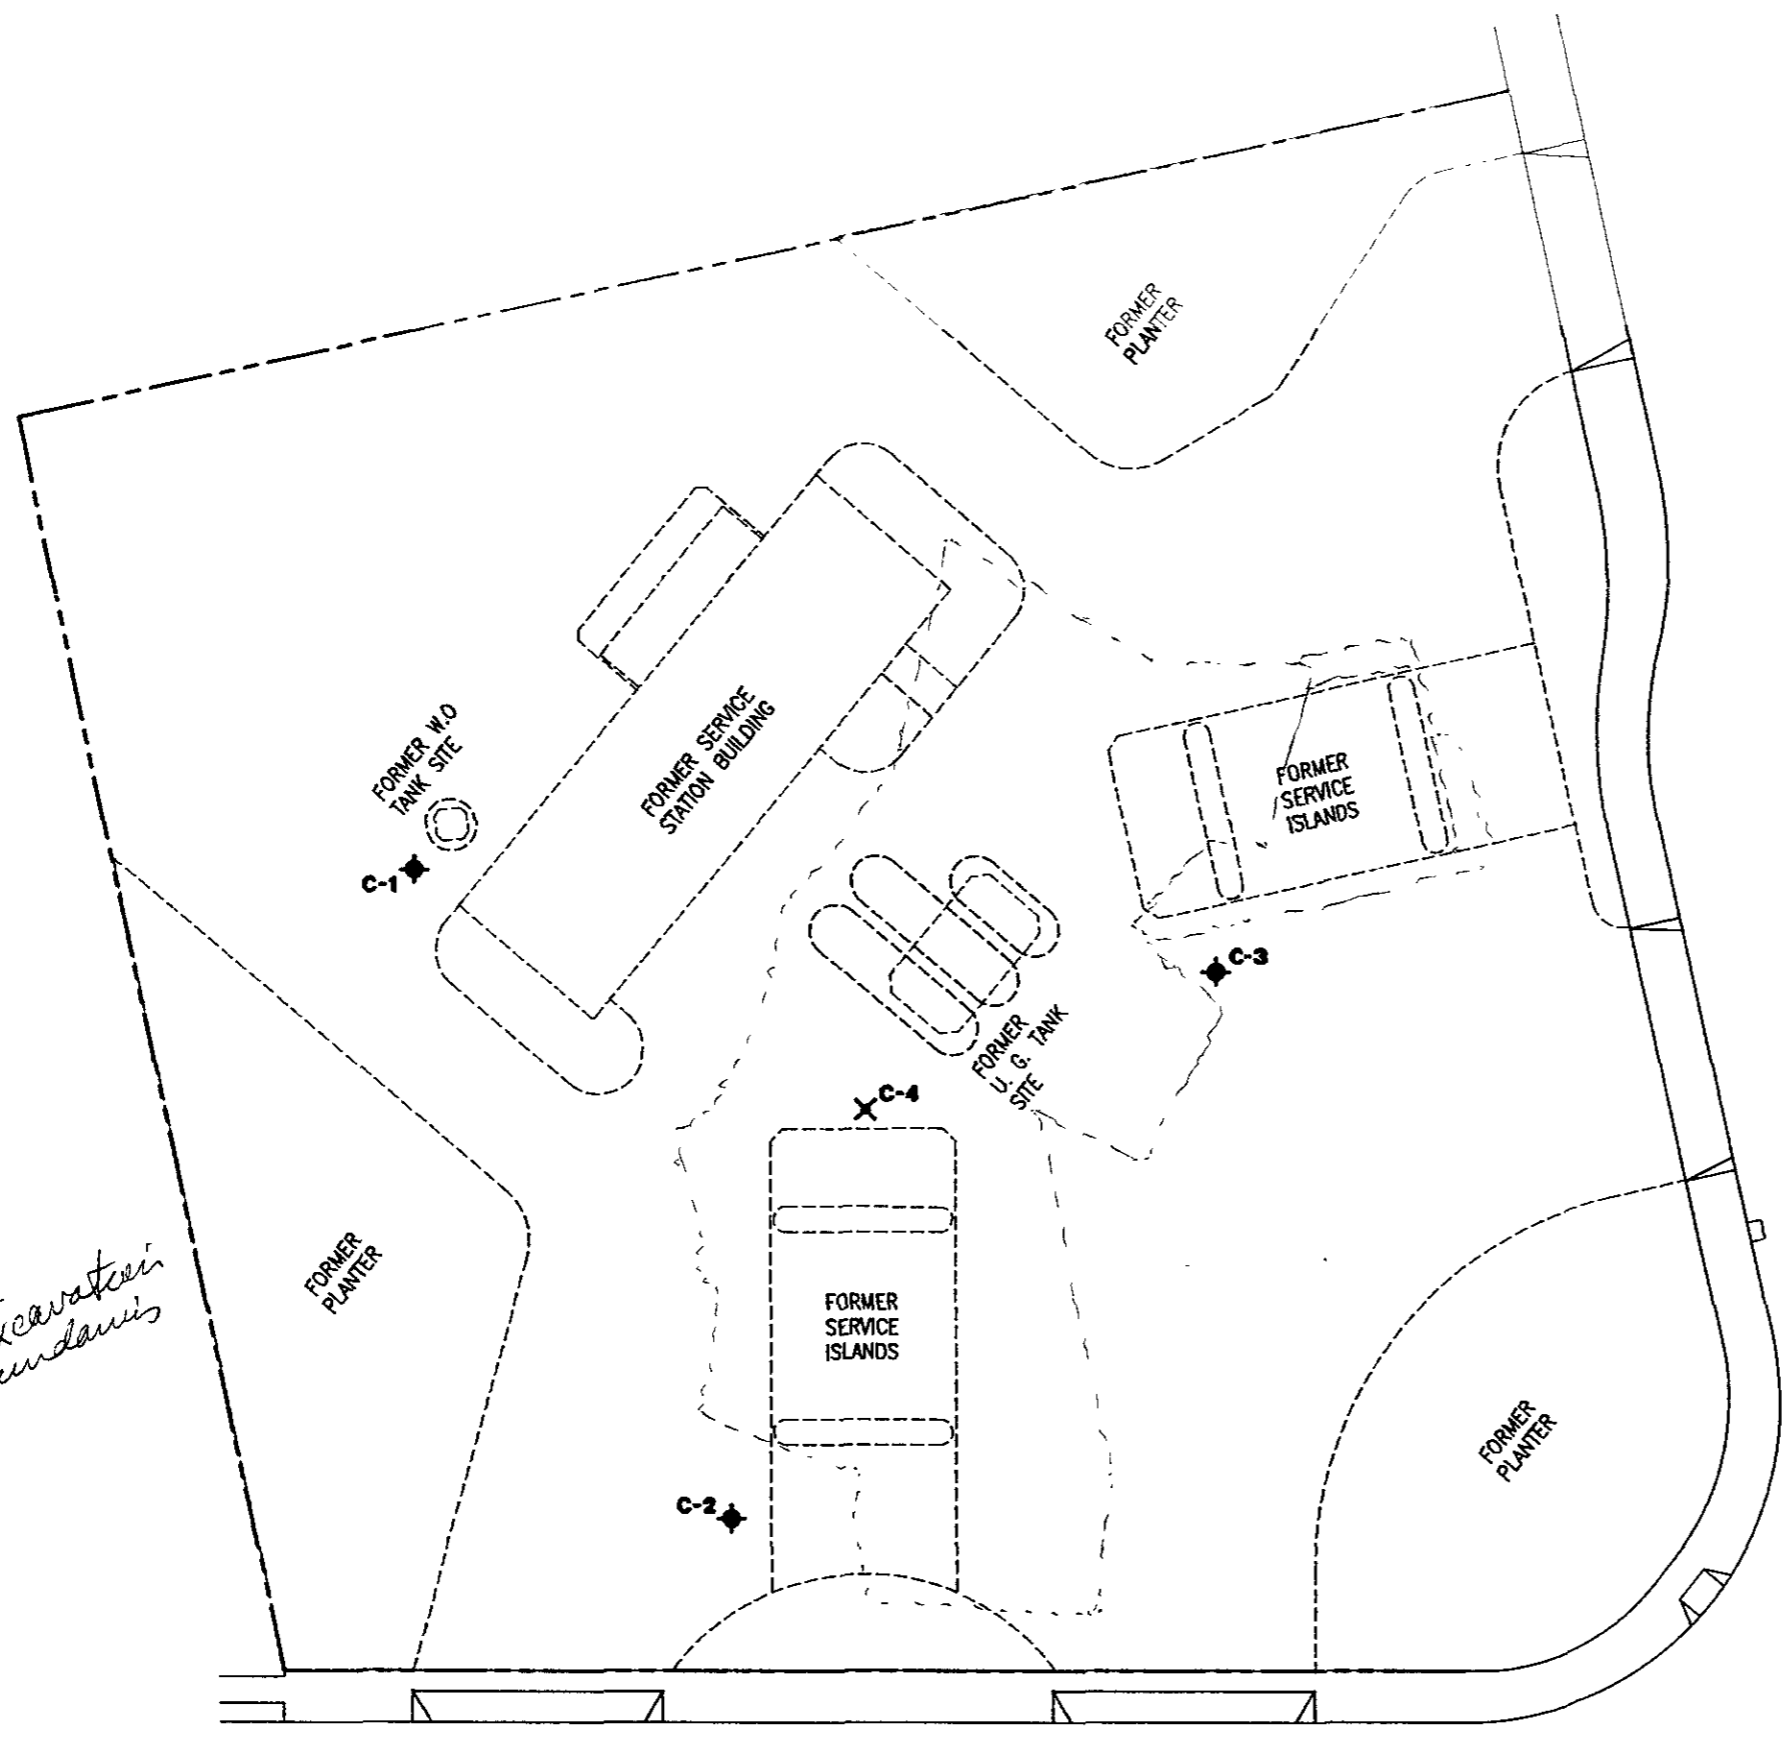 FORMER
PLANTER
FORMER W.O
TANK SITE
C-1
FORMER SERVICE
STATION BUILDING
FORMER
SERVICE
ISLANDS
C-3
FORMER
U. G. TANK
SITE
C-4
FORMER
PLANTER
FORMER
SERVICE
ISLANDS
C-2
FORMER
PLANTER